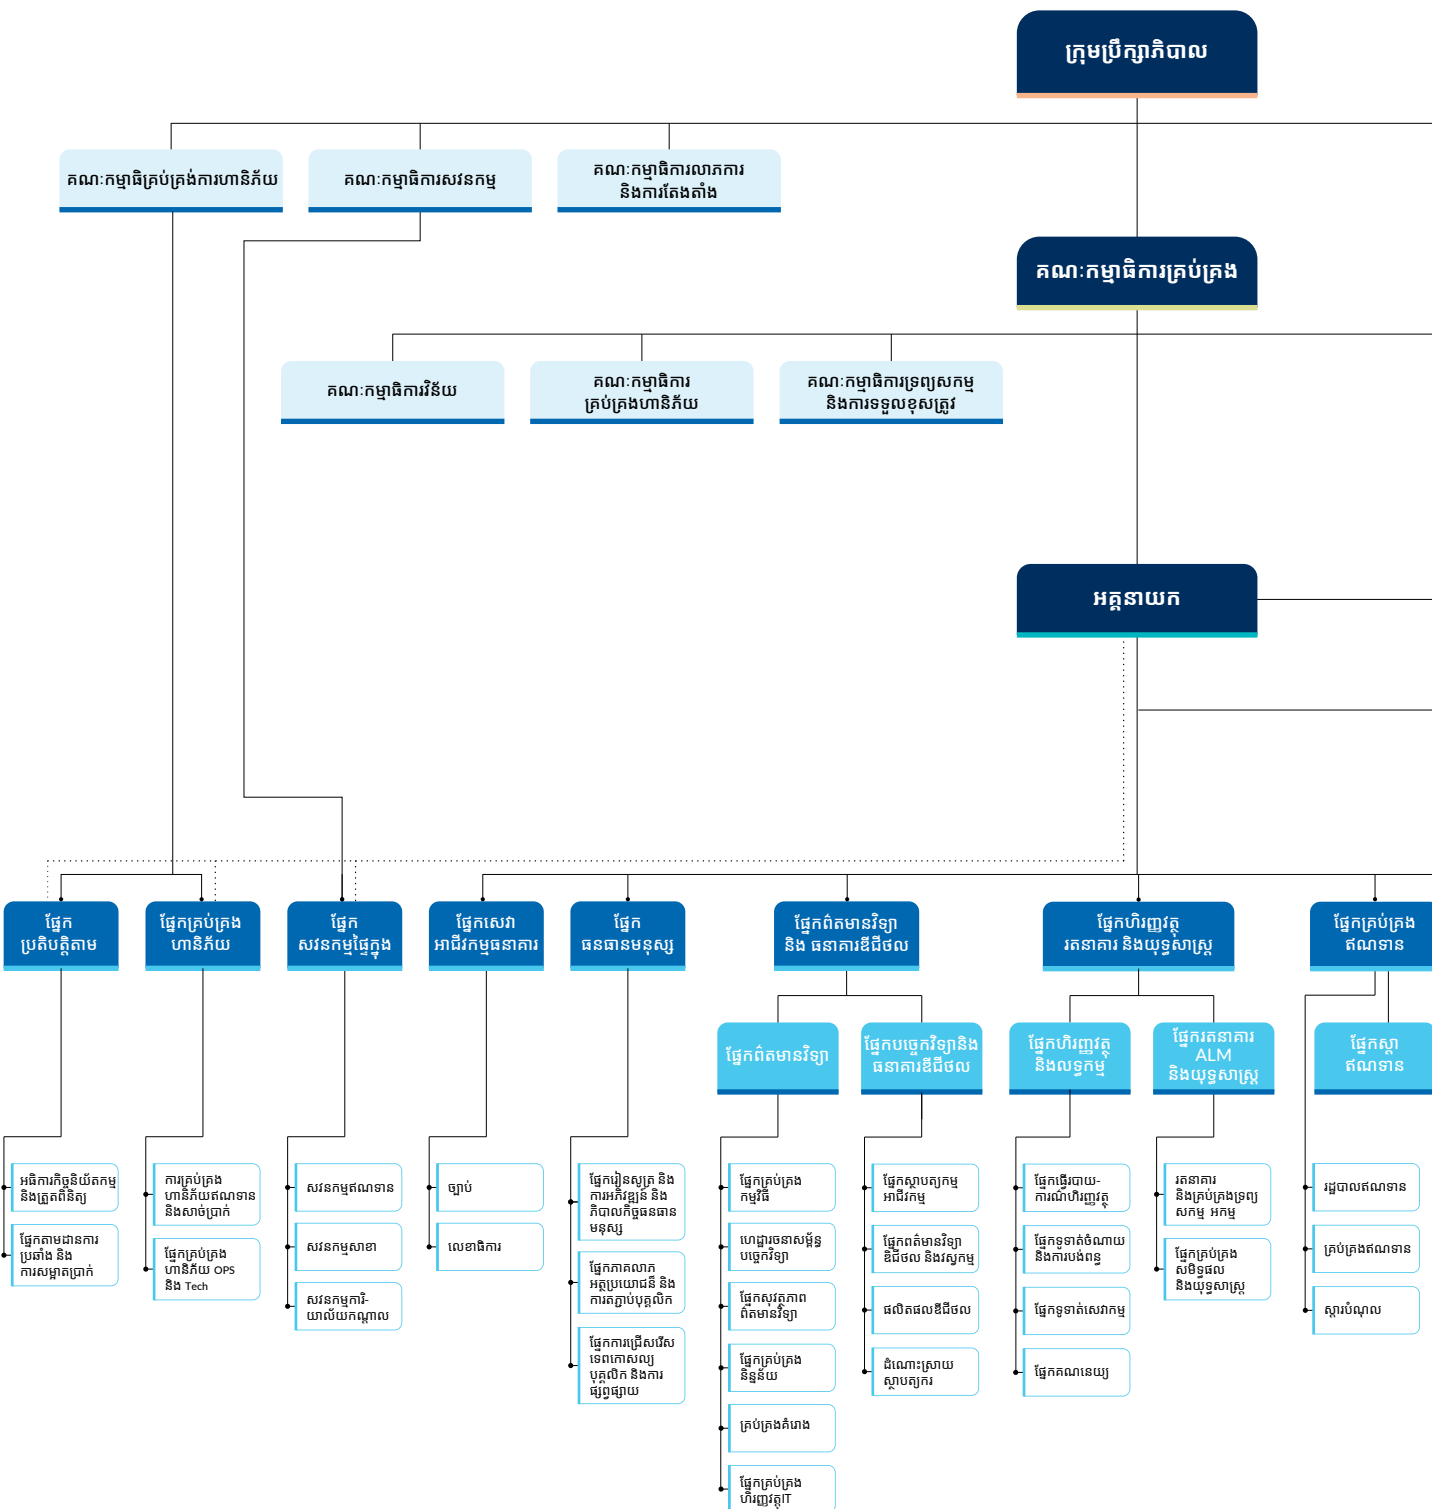 ក្រុមប្រឹក្សាភិបាល
គណៈកម្មាធិគ្រប់គ្រង់ការហានិភ័យ
គណៈកម្មាធិការសវនកម្ម
គណៈកម្មាធិការលាភការ
និងការតែងតាំង
គណៈកម្មាធិការគ្រប់គ្រង
គណៈកម្មាធិការវិន័យ
គណៈកម្មាធិការ
គ្រប់គ្រងហានិភ័យ
គណៈកម្មាធិការទ្រព្យសកម្ម
និងការទទួលខុសត្រូវ
អគ្គនាយក
ផ្នែក
ប្រតិបត្តិតាម
ផ្នែកគ្រប់គ្រង
ហានិភ័យ
ផ្នែក
សវនកម្មផ្ទៃក្នុង
ផ្នែកសេវា
អាជីវកម្មធនាគារ
ផ្នែក
ធនធានមនុស្ស
ផ្នែកព៌តមានវិទ្យា
និង ធនាគារឌីជីថល
ផ្នែកហិរញ្ញវត្ថុ
រតនាគារ និងយុទ្ធសាស្ត្រ
ផ្នែកគ្រប់គ្រង
ឥណទាន
ផ្នែកព៌តមានវិទ្យា
ផ្នែកបច្ចេកវិទ្យានិង
ធនាគារឌីជីថល
ផ្នែកហិរញ្ញវត្ថុ
និងលទ្ធកម្ម
ផ្នែករតនាគារ
ALM
និងយុទ្ធសាស្ត្រ
ផ្នែកស្តា
ឥណទាន
អធិការកិច្ចនិយ័តកម្ម
និងត្រួតពិនិត្យ
ផ្នែកតាមដានការ
ប្រឆាំង និង
ការសម្អាតប្រាក់
ការគ្រប់គ្រង
ហានិភ័យឥណទាន
និងសាច់ប្រាក់
ផ្នែកគ្រប់គ្រង
ហានិភ័យ OPS
និង Tech
សវនកម្មឥណទាន
សវនកម្មសាខា
សវនកម្មការិ-
យាល័យកណ្តាល
ច្បាប់
លេខាធិការ
ផ្នែករៀនសូត្រ និង
ការអភិវឌ្ឍន៍ និង
ភិបាលកិច្ចធនធាន
មនុស្ស
ផ្នែកភាគលាភ
អត្ថប្រយោជន៏ និង
ការតភ្ជាប់បុគ្គលិក
ផ្នែកការជ្រើសរើស
ទេពកោសល្យ
បុគ្គលិក និងការ
ផ្សព្វផ្សាយ
ផ្នែកគ្រប់គ្រង
កម្មវិធី
ហេដ្ឋារចនាសម្ព័ន្ធ
បច្ចេកវិទ្យា
ផ្នែកសុវត្ថភាព
ព៌តមានវិទ្យា
ផ្នែកគ្រប់គ្រង
និន្នន័យ
គ្រប់គ្រងគំរោង
ផ្នែកគ្រប់គ្រង
ហិរញ្ញវត្ថុIT
ផ្នែកស្ថាបត្យកម្ម
អាជីវកម្ម
ផ្នែកពត៌មានវិទ្យា
ឌិជីថល និងវស្វកម្ម
ផលិតផលឌីជីថល
ដំណោះស្រាយ
ស្ថាបត្យករ
ផ្នែកធ្វើរបាយ-
ការណ៍ហិរញ្ញវត្ថុ
ផ្នែកទូទាត់ចំណាយ
និងការបង់ពន្ធ
ផ្នែកទូទាត់សេវាកម្ម
ផ្នែកគណនេយ្យ
រតនាគារ
និងគ្រប់គ្រងទ្រព្យ
សកម្ម អកម្ម
ផ្នែកគ្រប់គ្រង
សមិទ្ធផល
និងយុទ្ធសាស្ត្រ
រដ្ឋបាលឥណទាន
គ្រប់គ្រងឥណទាន
ស្តារបំណុល